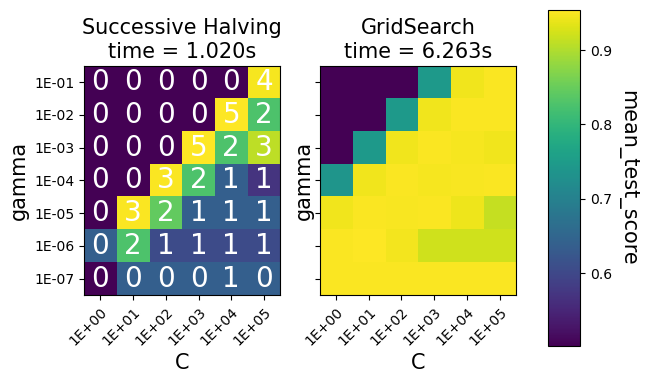 Successive Halving
time = 1.020s
GridSearch
time = 6.263s
gamma
1E-01
1E-02
1E-03
1E-04
1E-05
1E-06
1E-07
0 0 0 0 0 4
0 0 0 0 5 2
0 0 0 5 2 3
0 0 3 2 1 1
0 3 2 1 1 1
0 2 1 1 1 1
0 0 0 0 1 0
1E+00 1E+01 1E+02 1E+03 1E+04 1E+05
C
gamma
1E+00 1E+01 1E+02 1E+03 1E+04 1E+05
C
0.9
0.8
0.7
0.6
mean_test_score